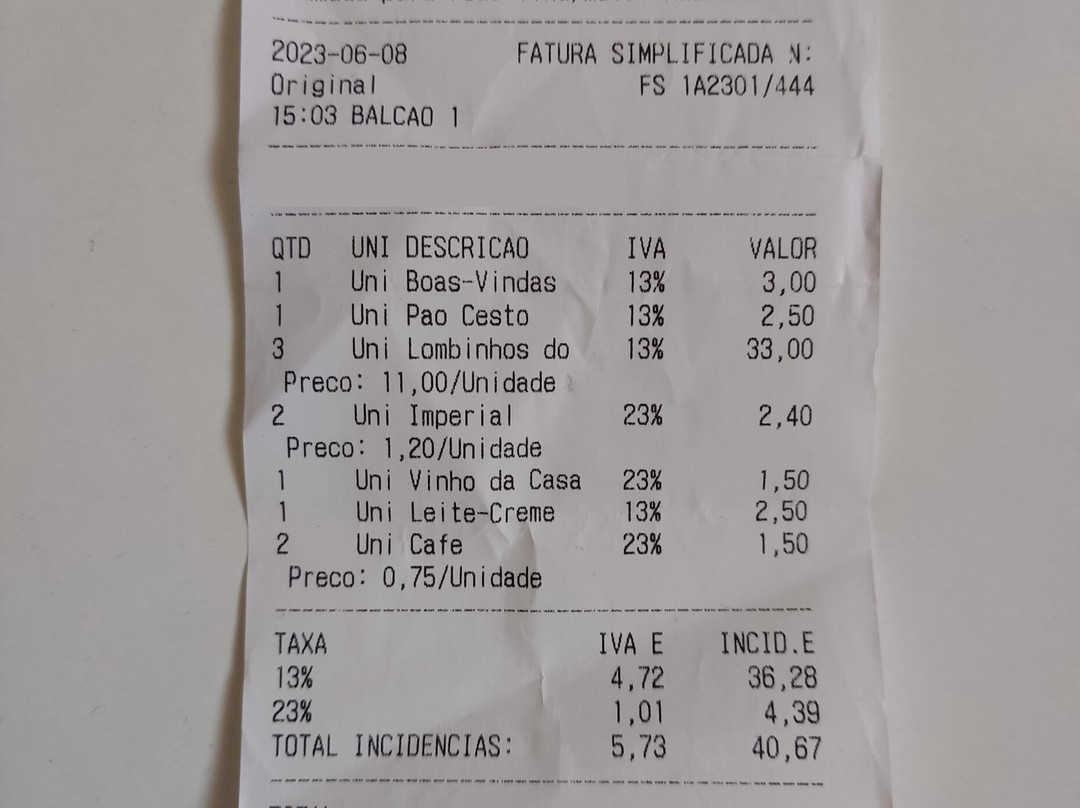 2023-06-08 FATURA SIMPLIFICADA N:
Original FS 1A2301/444
15:03 BALCAO 1
QTD UNI DESCRICAO IVA VALOR
1 Uni Boas-Vindas 13% 3,00
1 Uni Pao Cesto 13% 2,50
3 Uni Lombinhos do 13% 33,00
Preco: 11,00/Unidade
2 Uni Imperial 23% 2,40
Preco: 1,20/Unidade
1 Uni Vinho da Casa 23% 1,50
1 Uni Leite-Creme 13% 2,50
2 Uni Cafe 23% 1,50
Preco: 0,75/Unidade
TAXA IVA E INCID.E
13% 4,72 36,28
23% 1,01 4,39
TOTAL INCIDENCIAS: 5,73 40,67